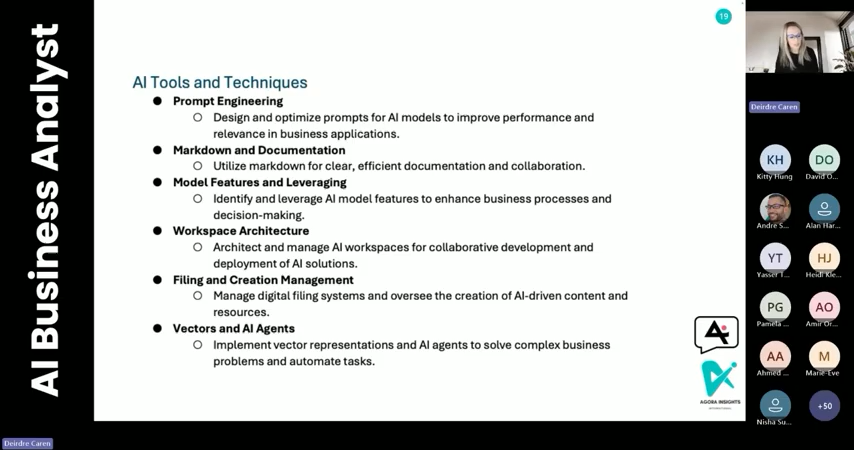 AI Business Analyst
19
AI Tools and Techniques
● Prompt Engineering
○ Design and optimize prompts for AI models to improve performance and
relevance in business applications.
● Markdown and Documentation
○ Utilize markdown for clear, efficient documentation and collaboration.
● Model Features and Leveraging
○ Identify and leverage AI model features to enhance business processes and
decision-making.
● Workspace Architecture
○ Architect and manage AI workspaces for collaborative development and
deployment of AI solutions.
● Filing and Creation Management
○ Manage digital filing systems and oversee the creation of AI-driven content and
resources.
● Vectors and AI Agents
○ Implement vector representations and AI agents to solve complex business
problems and automate tasks.
AGORA INSIGHTS
Deirdre Caren
KH
DO
Kitty Hung
David O...
André S...
Alan Har...
YT
HJ
Yasser T...
Heidi Kle...
PG
AO
Pamela ...
Amir Or...
AA
M
Ahmed ...
Marie-Eve
+50
Nisha Su...
Deirdre Caren